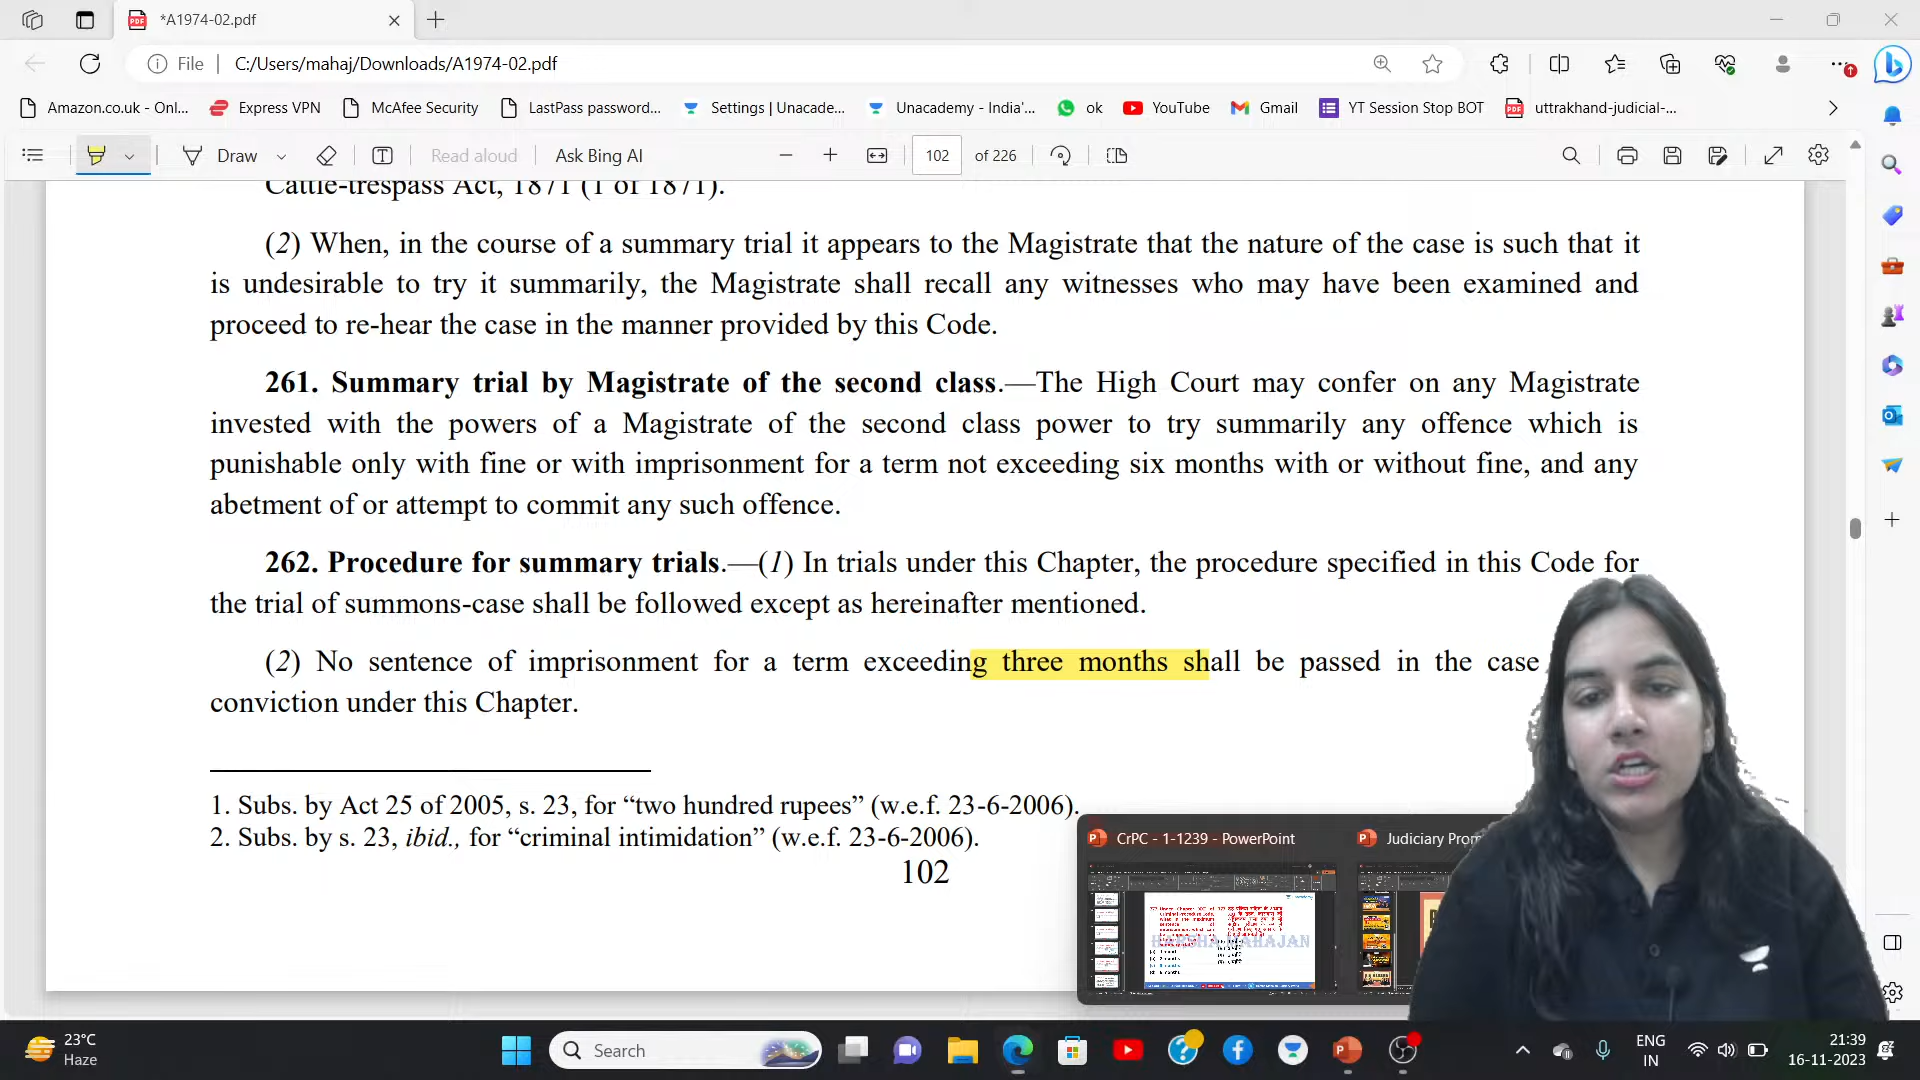 *A1974-02.pdf
File
C:/Users/mahaj/Downloads/A1974-02.pdf
Amazon.co.uk - Onl...
Express VPN
McAfee Security
LastPass password...
Settings | Unacade...
Unacademy - India'...
ok
YouTube
Gmail
YT Session Stop BOT
uttrakhand-judicial-...
Draw
Read aloud
Ask Bing AI
102
of 226
Cattle-trespass Act, 1871 (1 of 1871).
(2) When, in the course of a summary trial it appears to the Magistrate that the nature of the case is such that it
is undesirable to try it summarily, the Magistrate shall recall any witnesses who may have been examined and
proceed to re-hear the case in the manner provided by this Code.
261. Summary trial by Magistrate of the second class.—The High Court may confer on any Magistrate
invested with the powers of a Magistrate of the second class power to try summarily any offence which is
punishable only with fine or with imprisonment for a term not exceeding six months with or without fine, and any
abetment of or attempt to commit any such offence.
262. Procedure for summary trials.—(1) In trials under this Chapter, the procedure specified in this Code for
the trial of summons-case shall be followed except as hereinafter mentioned.
(2) No sentence of imprisonment for a term exceeding three months shall be passed in the case
conviction under this Chapter.
1. Subs. by Act 25 of 2005, s. 23, for “two hundred rupees” (w.e.f. 23-6-2006).
2. Subs. by s. 23, ibid., for “criminal intimidation” (w.e.f. 23-6-2006).
102
CrPC - 1-1239 - PowerPoint
Judiciary Prom
HARSHA MAHAJAN
23°C
Haze
Search
ENG
IN
21:39
16-11-2023